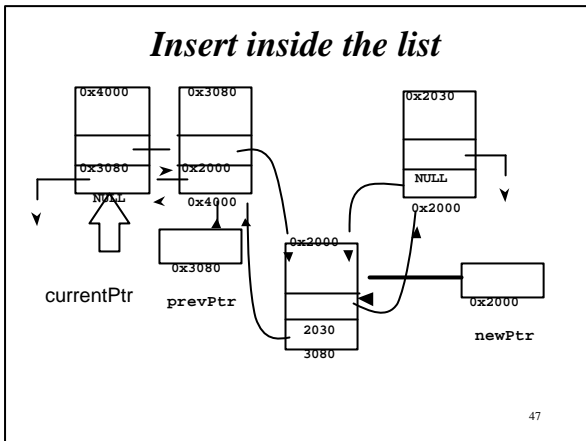 Insert inside the list
0x4000
0x3080
NULL
0x3080
0x2000
0x4000
0x2030
NULL
0x2000
0x3080
currentPtr
prevPtr
0x2000
2030
3080
0x2000
newPtr
47